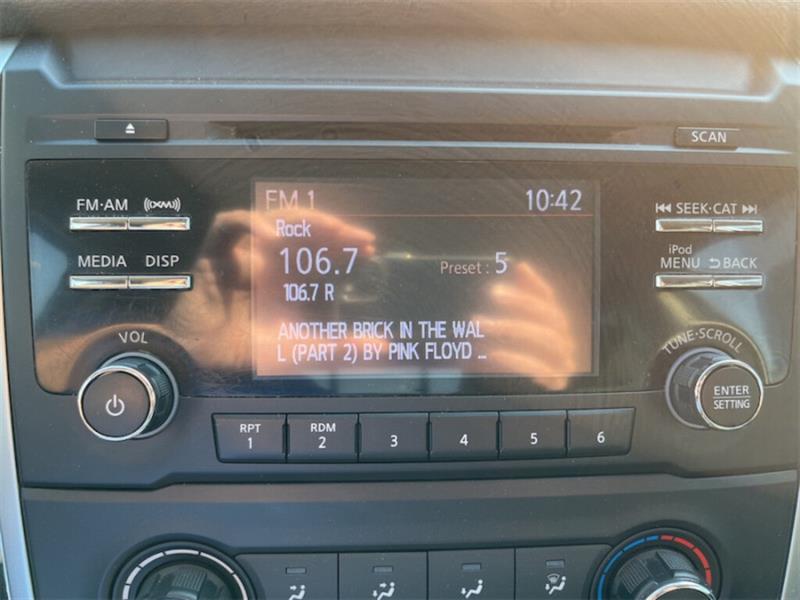 SCAN
FM·AM (((XM)))
MEDIA DISP
VOL
FM 1 10:42
Rock
106.7 Preset : 5
106.7 R
ANOTHER BRICK IN THE WAL
L (PART 2) BY PINK FLOYD ...
SEEK·CAT
iPod
MENU BACK
TUNE·SCROLL
ENTER
SETTING
RPT RDM
1 2 3 4 5 6